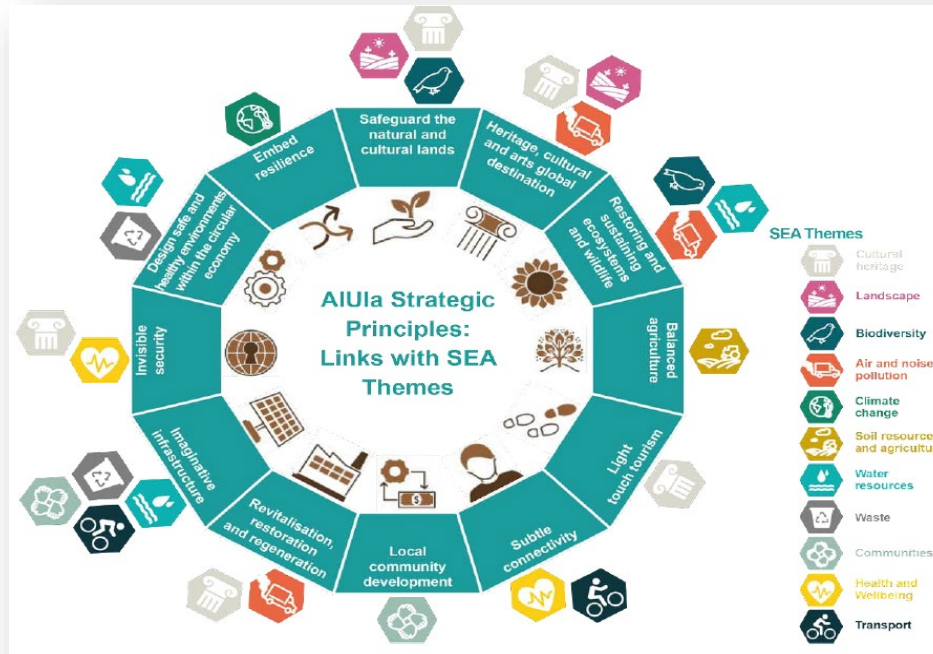 Safeguard the
natural and
cultural lands
Heritage, cultural
and arts global
destination
Restoring and
sustaining
ecosystems
and wildlife
Balanced
agriculture
Light
touch tourism
Subtle
connectivity
Local
community
development
Revitalisation,
restoration
and regeneration
Imaginative
infrastructure
Invisible
security
Design safe and
healthy environments
within the circular
economy
Embed
resilience
AlUla Strategic
Principles:
Links with SEA
Themes
$
SEA Themes
Cultural
heritage
Landscape
Biodiversity
Air and noise
pollution
Climate
change
Soil resource
and agricultu
Water
resources
Waste
Communities
Health and
Wellbeing
Transport